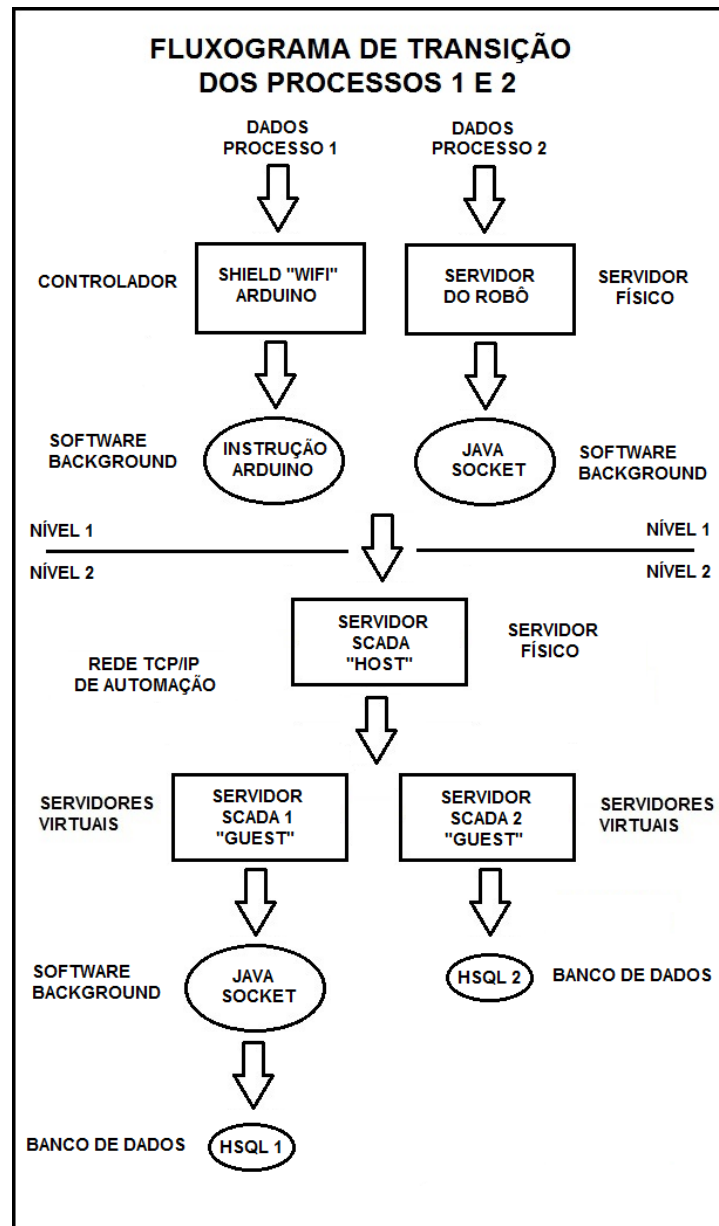 FLUXOGRAMA DE TRANSIÇÃO
DOS PROCESSOS 1 E 2
DADOS
PROCESSO 1
DADOS
PROCESSO 2
CONTROLADOR
SHIELD "WIFI"
ARDUINO
SERVIDOR
DO ROBÔ
SERVIDOR
FÍSICO
SOFTWARE
BACKGROUND
INSTRUÇÃO
ARDUINO
JAVA
SOCKET
SOFTWARE
BACKGROUND
NÍVEL 1
NÍVEL 1
NÍVEL 2
NÍVEL 2
SERVIDOR
SCADA
"HOST"
SERVIDOR
FÍSICO
REDE TCP/IP
DE AUTOMAÇÃO
SERVIDORES
VIRTUAIS
SERVIDOR
SCADA 1
"GUEST"
SERVIDOR
SCADA 2
"GUEST"
SERVIDORES
VIRTUAIS
SOFTWARE
BACKGROUND
JAVA
SOCKET
HSQL 2
BANCO DE DADOS
BANCO DE DADOS
HSQL 1